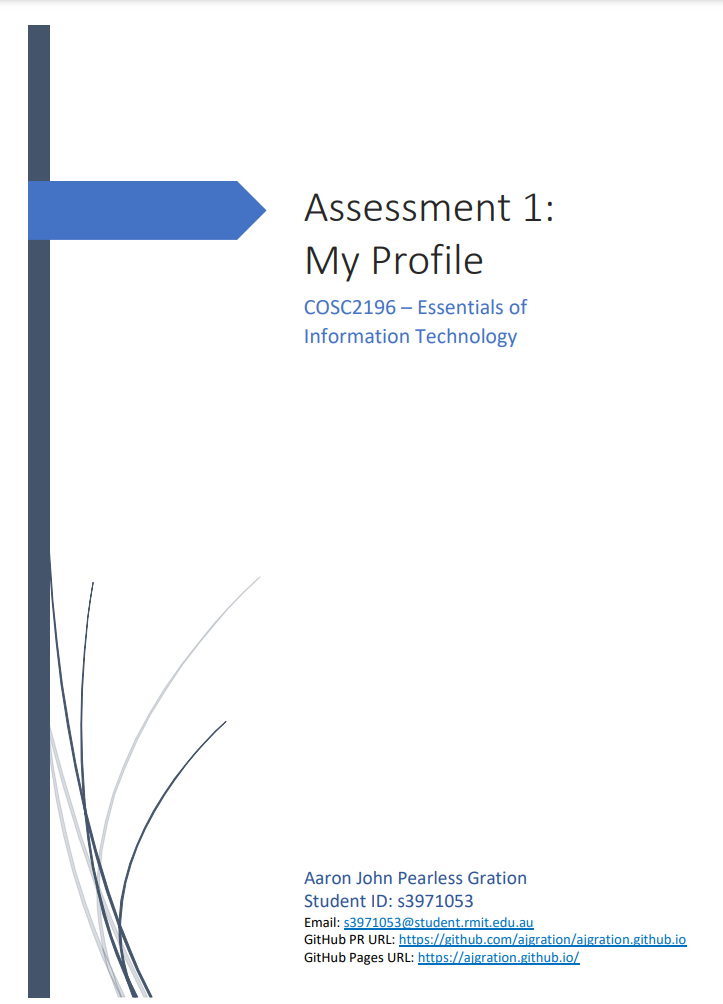 Assessment 1:
My Profile
COSC2196 – Essentials of
Information Technology
Aaron John Pearless Gration
Student ID: s3971053
Email: s3971053@student.rmit.edu.au
GitHub PR URL: https://github.com/ajgration/ajgration.github.io
GitHub Pages URL: https://ajgration.github.io/